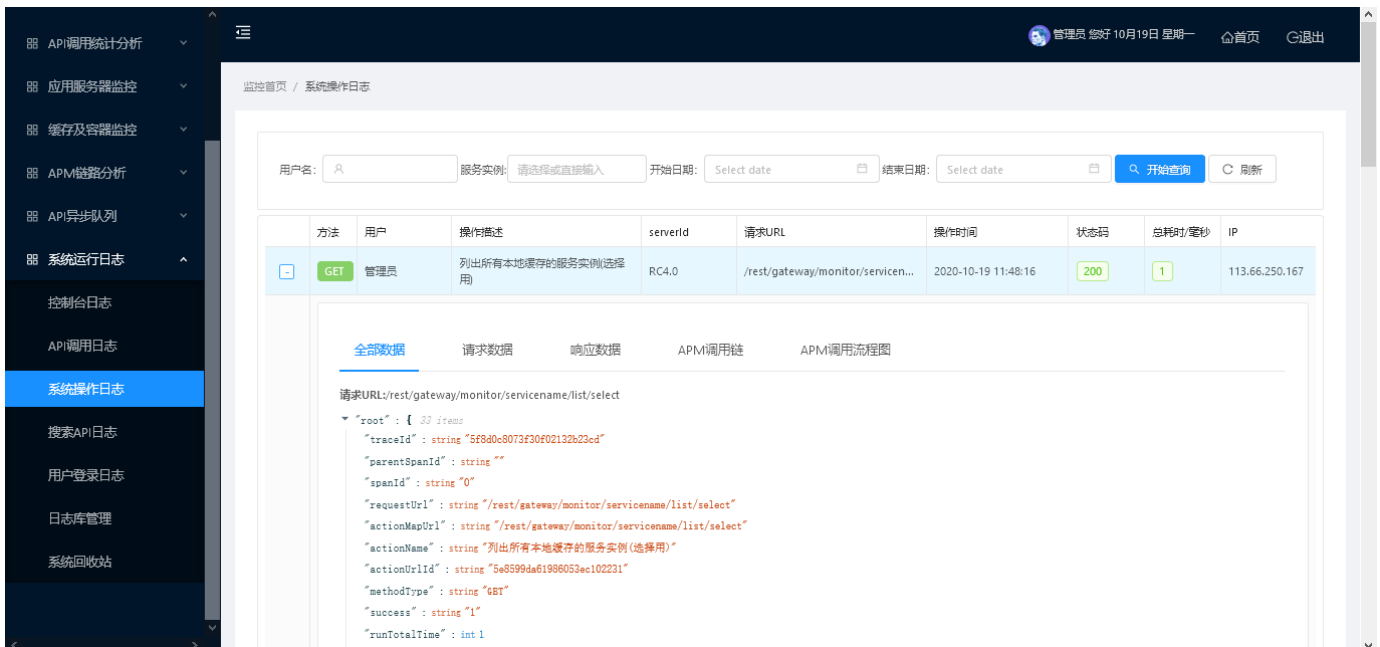 API调用统计分析
应用服务器监控
缓存及容器监控
APM链路分析
API异步队列
系统运行日志
控制台日志
API调用日志
系统操作日志
搜索API日志
用户登录日志
日志库管理
系统回收站
管理员 您好 10月19日 星期一 首页 退出
监控首页 / 系统操作日志
用户名: 服务实例: 请选择或直接输入 开始日期: Select date 结束日期: Select date 开始查询 刷新
方法 用户 操作描述 serverId 请求URL 操作时间 状态码 总耗时/毫秒 IP
- GET 管理员 列出所有本地缓存的服务实例(选择用) RC4.0 /rest/gateway/monitor/servicen... 2020-10-19 11:48:16 200 1 113.66.250.167
全部数据 请求数据 响应数据 APM调用链 APM调用流程图
请求URL:/rest/gateway/monitor/servicename/list/select
"root" : { 33 items
"traceId" : string "5f8d0c8073f30f02132b23cd"
"parentSpanId" : string ""
"spanId" : string "0"
"requestUrl" : string "/rest/gateway/monitor/servicename/list/select"
"actionMapUrl" : string "/rest/gateway/monitor/servicename/list/select"
"actionName" : string "列出所有本地缓存的服务实例(选择用)"
"actionUrlId" : string "5e8599da61986053ec102231"
"methodType" : string "GET"
"success" : string "1"
"runTotalTime" : int 1